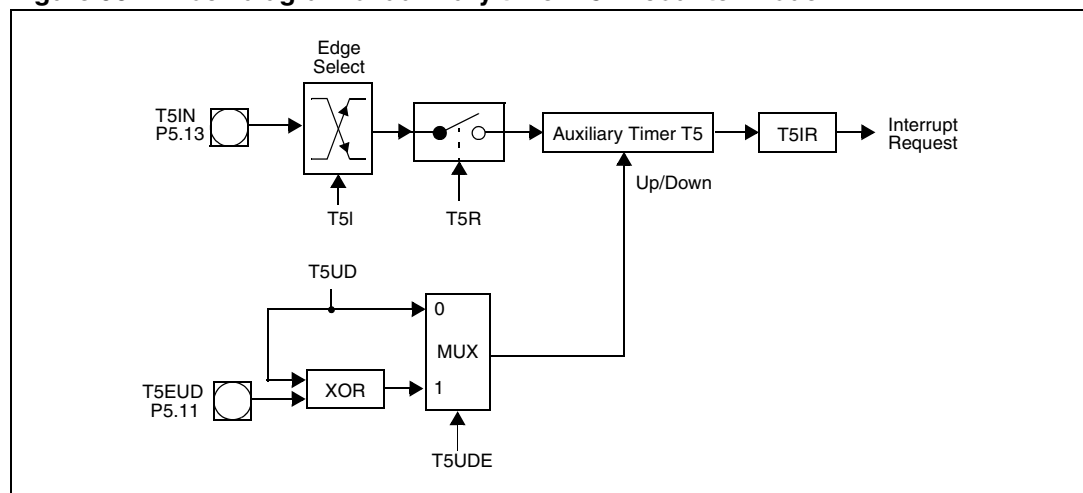 Edge
Select
T5IN
P5.13
Auxiliary Timer T5
T5IR
Interrupt
Request
Up/Down
T5I
T5R
T5UD
0
MUX
T5EUD
P5.11
XOR
1
T5UDE